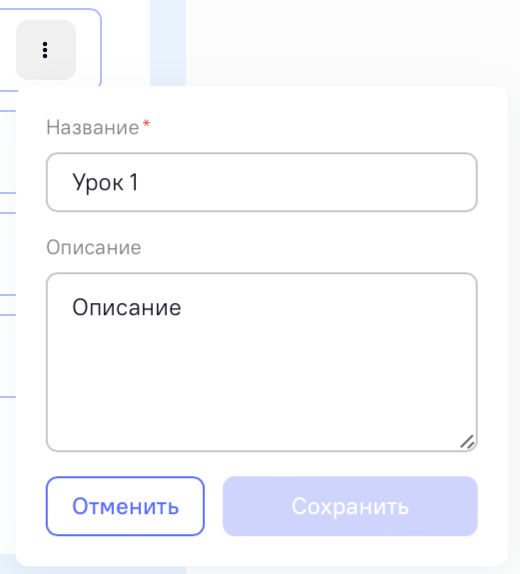 Название*
Урок 1
Описание
Описание
Отменить
Сохранить